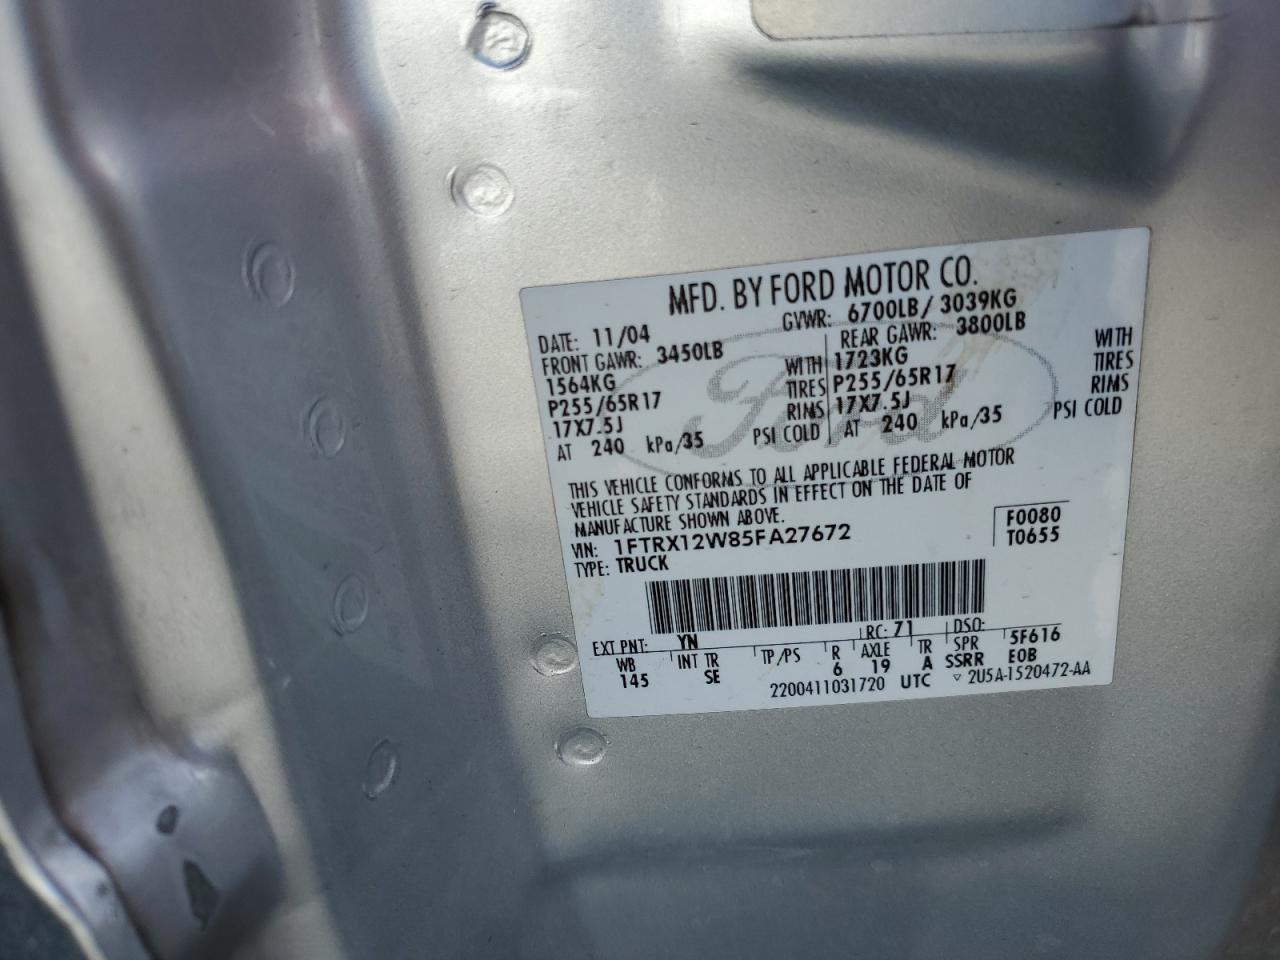 MFD. BY FORD MOTOR CO.
DATE: 11/04 GVWR: 6700LB/ 3039KG
FRONT GAWR: 3450LB REAR GAWR: 3800LB
1564KG WITH 1723KG WITH
P255/65R17 TIRES P255/65R17 TIRES
17X7.5J RIMS 17X7.5J RIMS
AT 240 kPa/35 PSI COLD AT 240 kPa/35 PSI COLD
Ford
THIS VEHICLE CONFORMS TO ALL APPLICABLE FEDERAL MOTOR
VEHICLE SAFETY STANDARDS IN EFFECT ON THE DATE OF
MANUFACTURE SHOWN ABOVE.
VIN: 1FTRX12W85FA27672 F0080
TYPE: TRUCK T0655
EXT PNT: YN RC: 71 DSO:
WB INT TR TP/PS R AXLE TR SPR 5F616
145 SE 6 19 A SSRR EOB
2200411031720 UTC ▽ 2U5A-1520472-AA